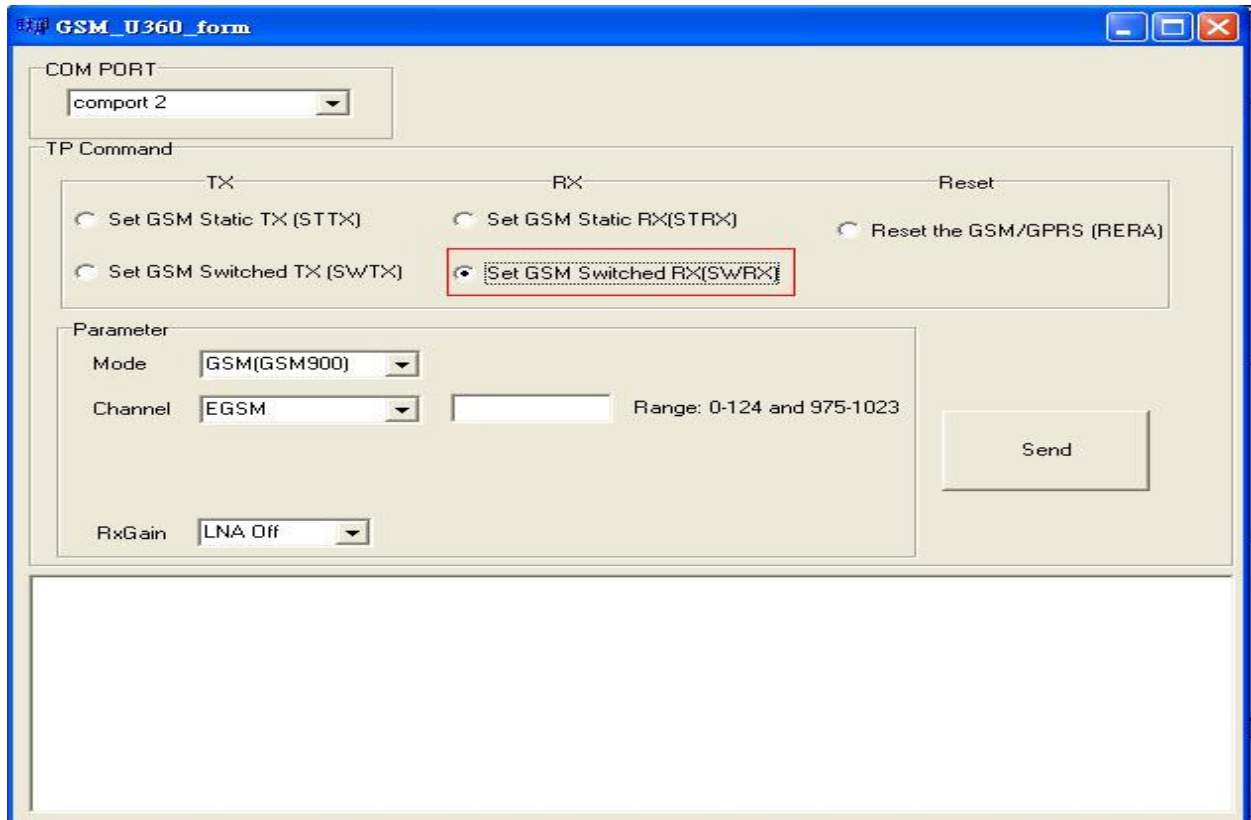 GSM_U360_form
COM PORT
comport 2
TP Command
TX RX Reset
Set GSM Static TX (STTX) Set GSM Static RX(STRX) Reset the GSM/GPRS (RERA)
Set GSM Switched TX (SWTX) Set GSM Switched RX(SWRX)
Parameter
Mode GSM(GSM900)
Channel EGSM Range: 0-124 and 975-1023
Send
RxGain LNA Off